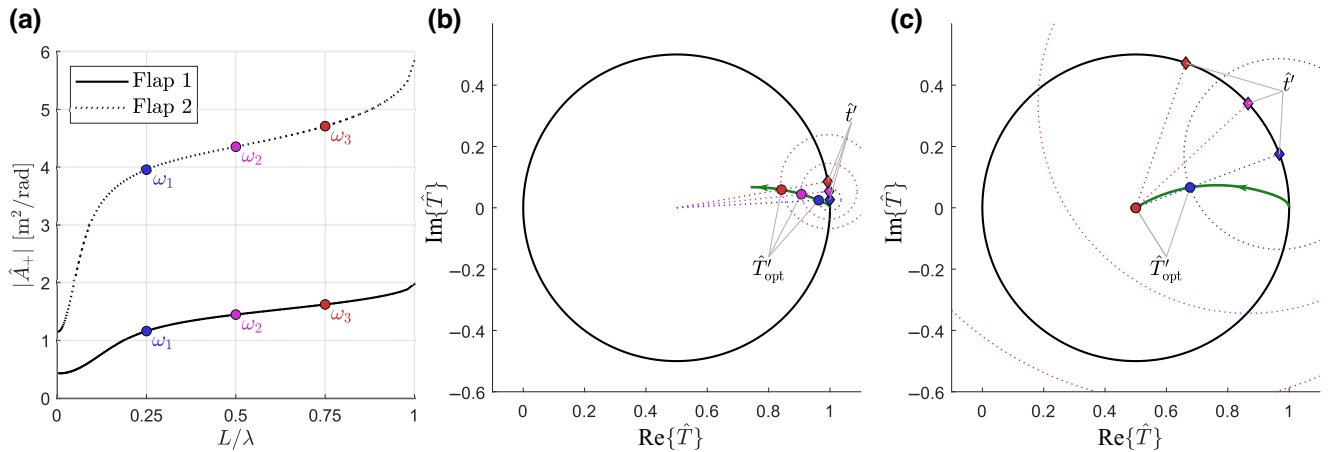 (a)
6
5
4
3
2
1
0
|Â₊| [m²/rad]
Flap 1
Flap 2
ω₁
ω₂
ω₃
ω₁
ω₂
ω₃
0 0.25 0.5 0.75 1
L/λ
(b)
0.4
0.2
0
−0.2
−0.4
−0.6
Im{T̂}
t̂′
T̂′opt
0 0.2 0.4 0.6 0.8 1
Re{T̂}
(c)
0.4
0.2
0
−0.2
−0.4
−0.6
Im{T̂}
t̂′
T̂′opt
0 0.2 0.4 0.6 0.8 1
Re{T̂}